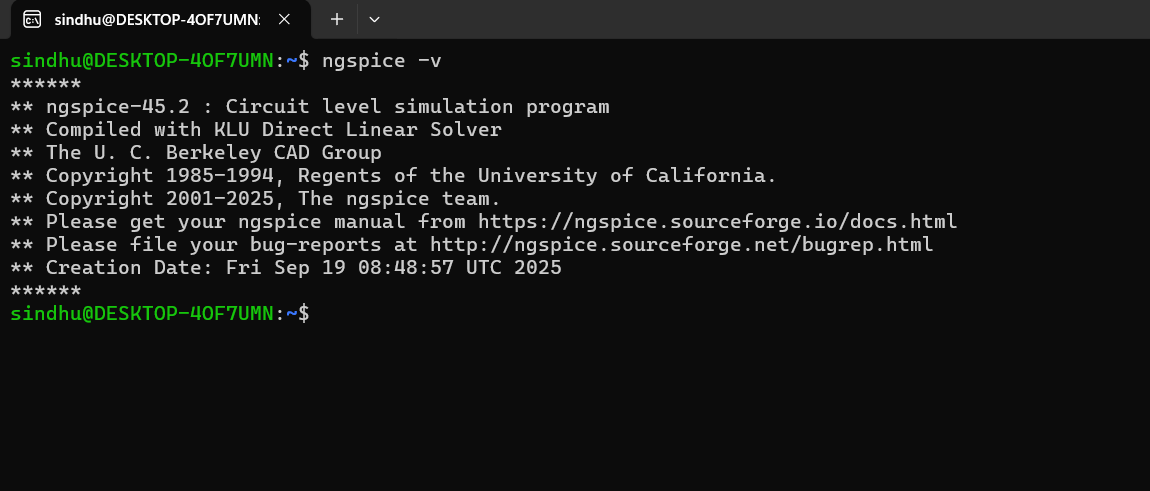 sindhu@DESKTOP-4OF7UMN:
sindhu@DESKTOP-4OF7UMN:~$ ngspice -v
******
** ngspice-45.2 : Circuit level simulation program
** Compiled with KLU Direct Linear Solver
** The U. C. Berkeley CAD Group
** Copyright 1985-1994, Regents of the University of California.
** Copyright 2001-2025, The ngspice team.
** Please get your ngspice manual from https://ngspice.sourceforge.io/docs.html
** Please file your bug-reports at http://ngspice.sourceforge.net/bugrep.html
** Creation Date: Fri Sep 19 08:48:57 UTC 2025
******
sindhu@DESKTOP-4OF7UMN:~$